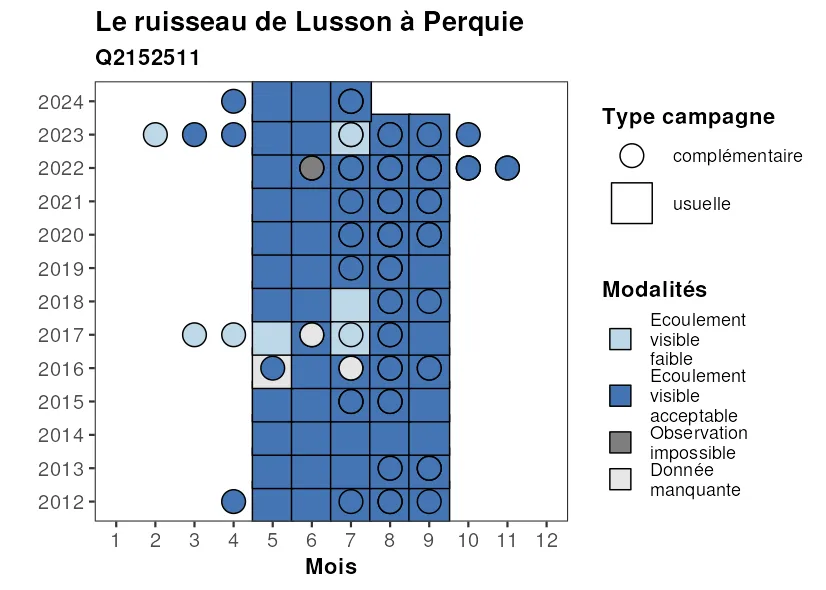 Le ruisseau de Lusson à Perquie
Q2152511
2024
2023
2022
2021
2020
2019
2018
2017
2016
2015
2014
2013
2012
1 2 3 4 5 6 7 8 9 10 11 12
Mois
Type campagne
complémentaire
usuelle
Modalités
Ecoulement
visible
faible
Ecoulement
visible
acceptable
Observation
impossible
Donnée
manquante